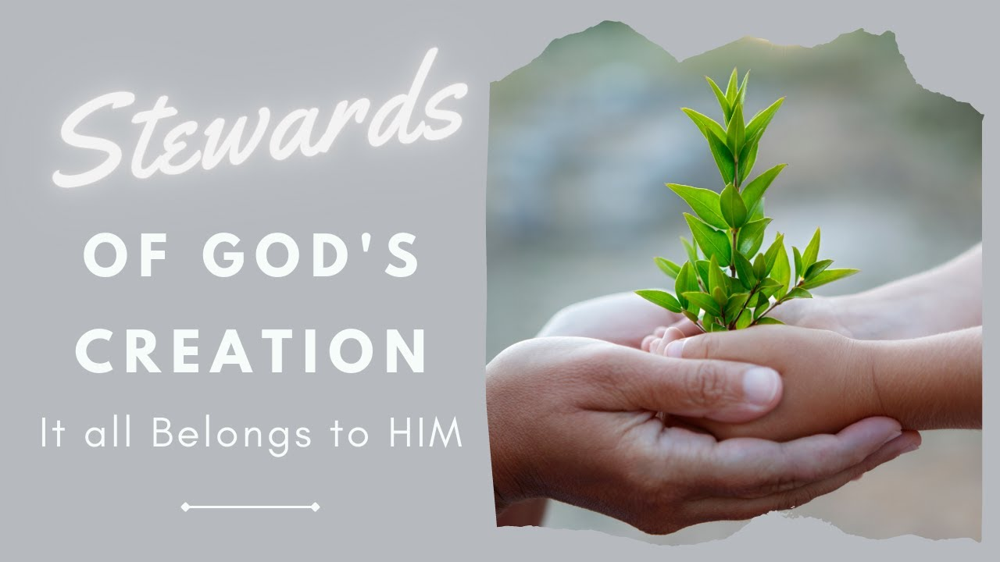 Stewards
OF GOD'S
CREATION
It all Belongs to HIM